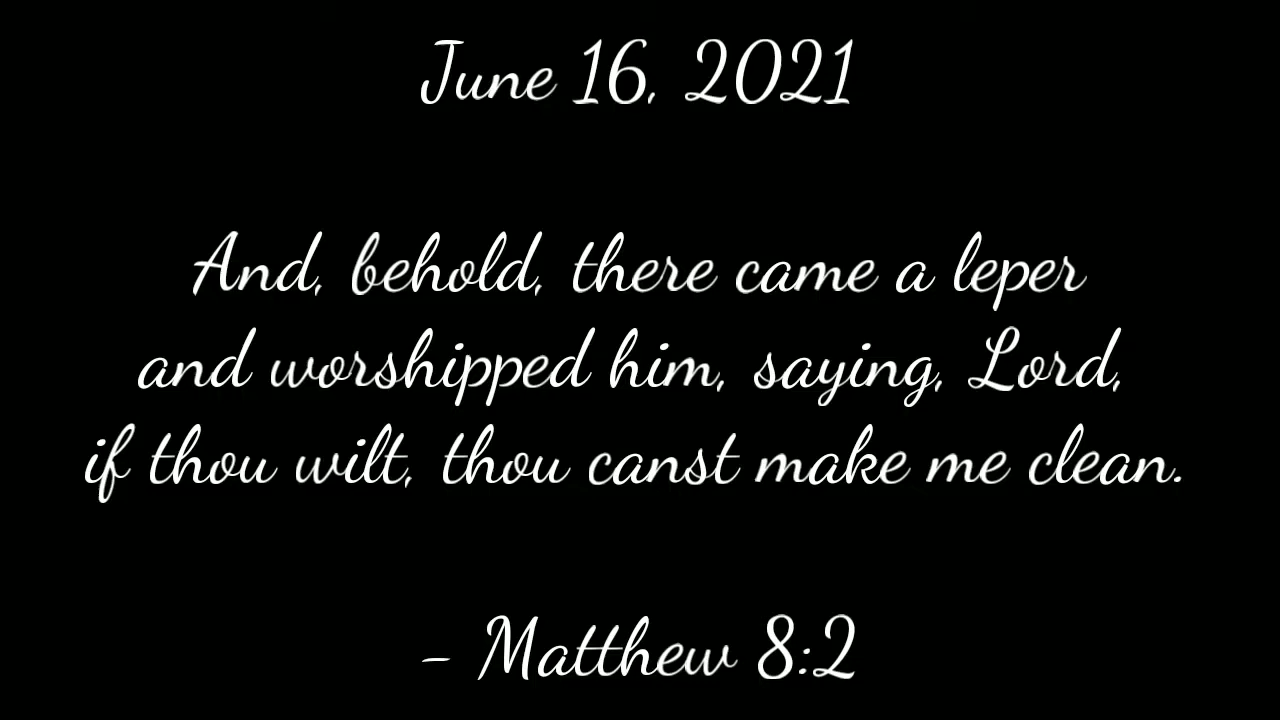 June 16, 2021
And, behold, there came a leper
and worshipped him, saying, Lord,
if thou wilt, thou canst make me clean.
- Matthew 8:2